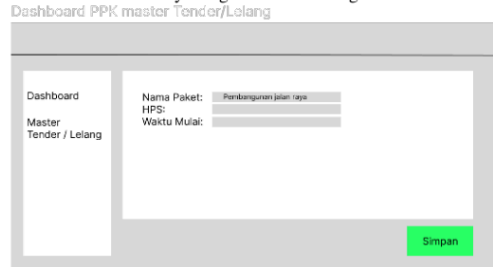 Dashboard PPK master Tender/Lelang
Dashboard
Master
Tender / Lelang
Nama Paket: Pembangunan jalan raya
HPS:
Waktu Mulai:
Simpan